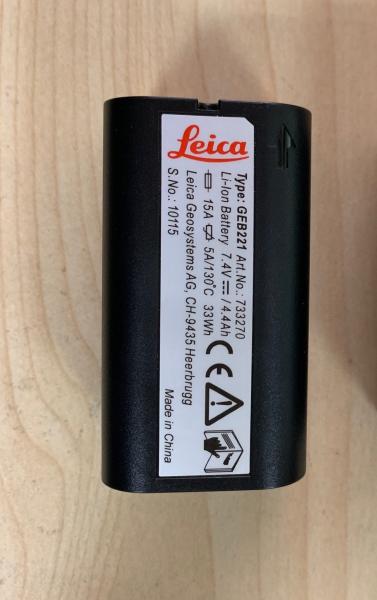 Leica
Type: GEB221 Art.No.: 733270
Li-Ion Battery 7.4V / 4.4Ah
15A 5A/130°C 33Wh
Leica Geosystems AG, CH-9435 Heerbrugg
S.No.: 10115
CE
Made in China